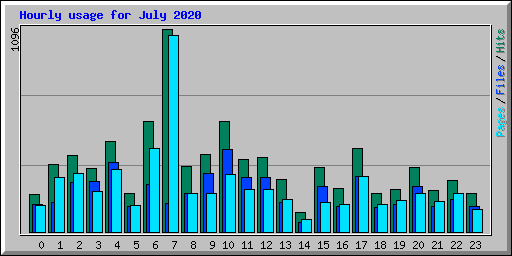 Hourly usage for July 2020
1096
Pages / Files / Hits
0 1 2 3 4 5 6 7 8 9 10 11 12 13 14 15 16 17 18 19 20 21 22 23